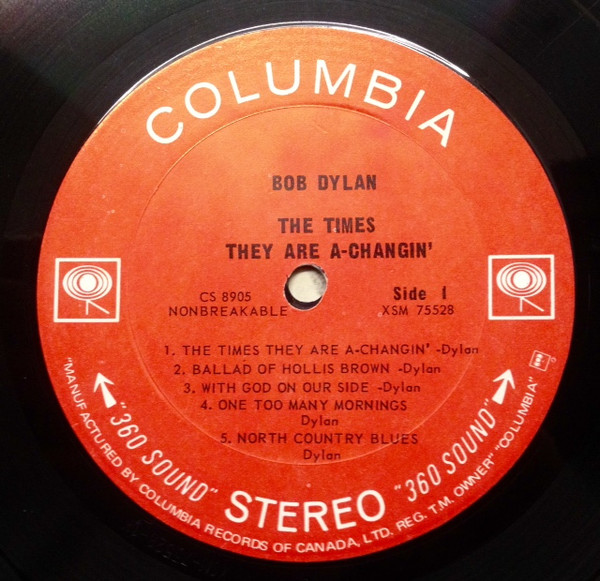 COLUMBIA
BOB DYLAN
THE TIMES
THEY ARE A-CHANGIN'
CS 8905
NONBREAKABLE
Side 1
XSM 75528
1. THE TIMES THEY ARE A-CHANGIN' -Dylan
2. BALLAD OF HOLLIS BROWN -Dylan
3. WITH GOD ON OUR SIDE -Dylan
4. ONE TOO MANY MORNINGS
Dylan
5. NORTH COUNTRY BLUES
Dylan
"360 SOUND" STEREO "360 SOUND"
"MANUFACTURED BY COLUMBIA RECORDS OF CANADA, LTD. REG. T.M. OWNER" "COLUMBIA"